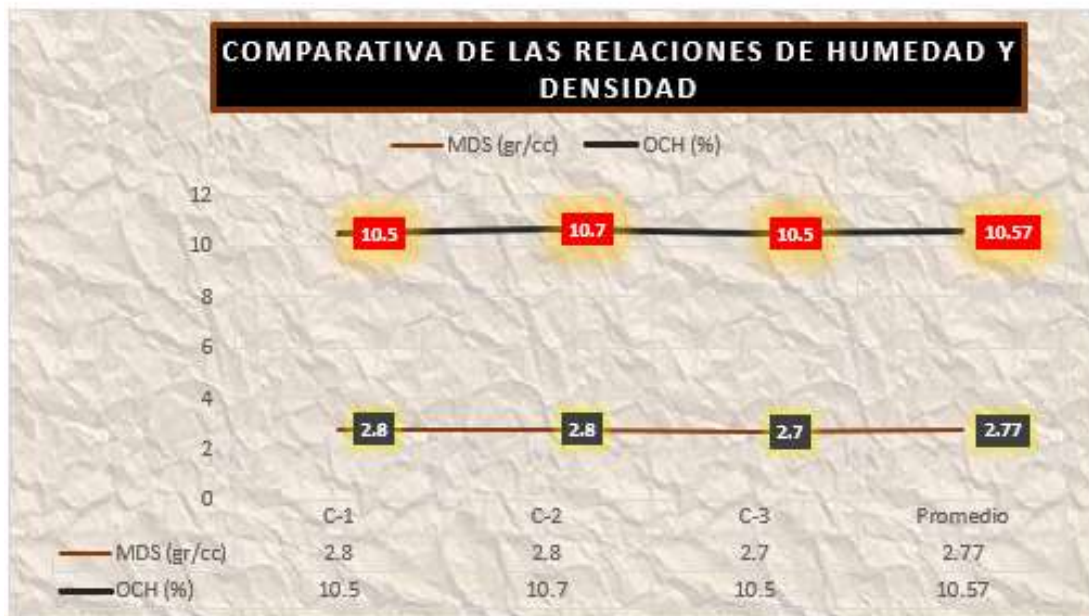 COMPARATIVA DE LAS RELACIONES DE HUMEDAD Y
DENSIDAD
MDS (gr/cc) OCH (%)
12
10.5 10.7 10.5 10.57
10
8
6
4
2.8 2.8 2.7 2.77
2
0
C-1 C-2 C-3 Promedio
MDS (gr/cc) 2.8 2.8 2.7 2.77
OCH (%) 10.5 10.7 10.5 10.57